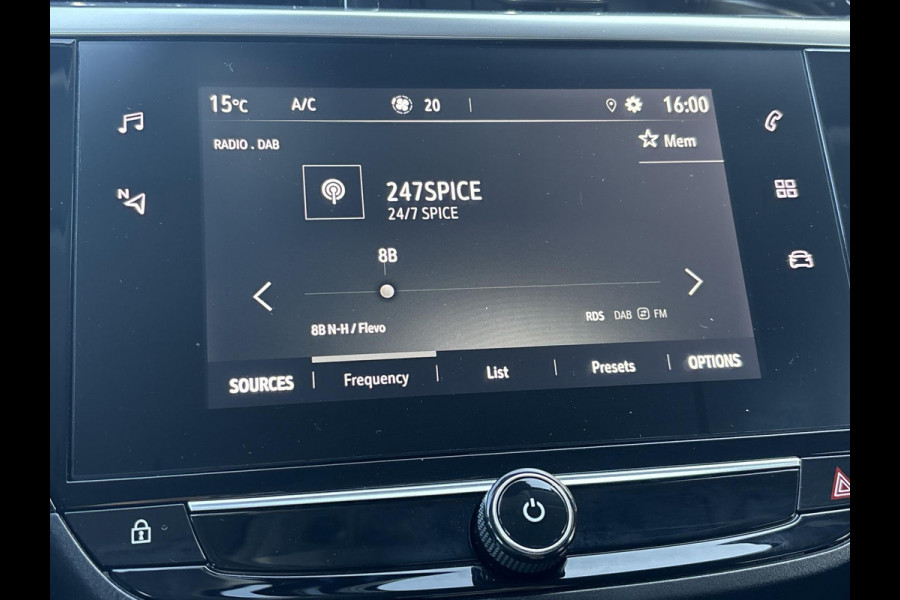 15°C A/C 20 16:00
RADIO . DAB Mem
N
247SPICE
24/7 SPICE
8B
8B N-H / Flevo RDS DAB FM
SOURCES Frequency List Presets OPTIONS